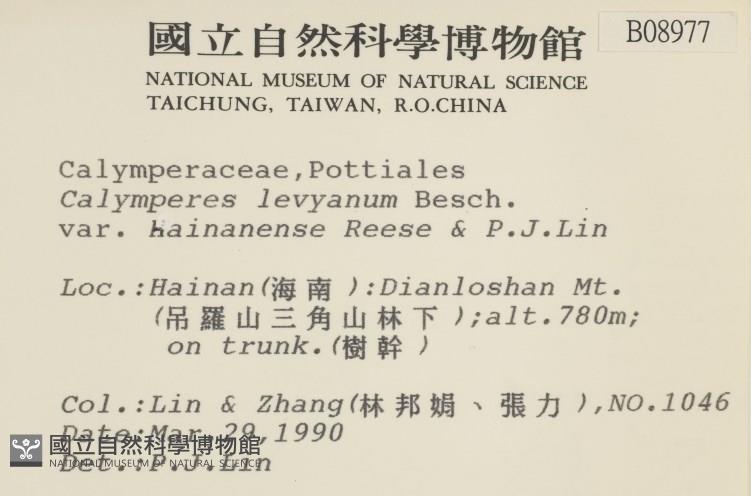 國立自然科學博物館
B08977
NATIONAL MUSEUM OF NATURAL SCIENCE
TAICHUNG, TAIWAN, R.O.CHINA
Calymperaceae,Pottiales
Calymperes levyanum Besch.
var. hainanense Reese & P.J.Lin
Loc.:Hainan(海南):Dianloshan Mt.
(吊羅山三角山林下);alt.780m;
on trunk.(樹幹)
Col.:Lin & Zhang(林邦娟、張力),NO.1046
Date:Mar.29,1990
國立自然科學博物館
NATIONAL MUSEUM OF NATURAL SCIENCE
Det.:P.J.Lin